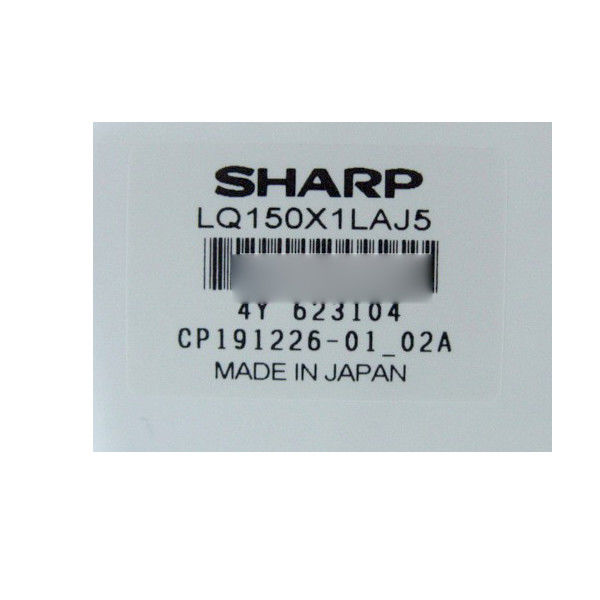 SHARP
LQ150X1LAJ5
4Y 623104
CP191226-01_02A
MADE IN JAPAN